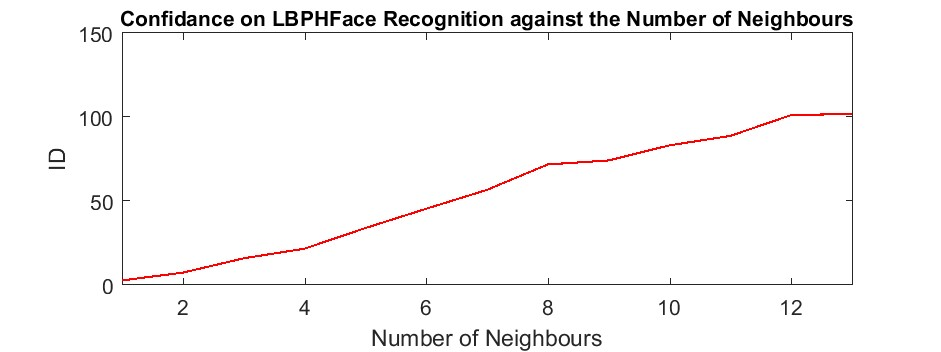 Confidance on LBPHFace Recognition against the Number of Neighbours
150
100
50
0
ID
2 4 6 8 10 12
Number of Neighbours